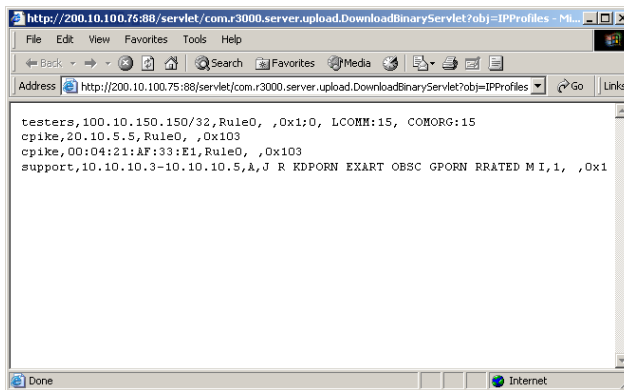 http://200.10.100.75:88/servlet/com.r3000.server.upload.DownloadBinaryServlet?obj=IPProfiles - Mi...
File Edit View Favorites Tools Help
Back Search Favorites Media
Address http://200.10.100.75:88/servlet/com.r3000.server.upload.DownloadBinaryServlet?obj=IPProfiles Go Links
testers,100.10.150.150/32,Rule0, ,0x1;0, LCOMM:15, COMORG:15
cpike,20.10.5.5,Rule0, ,0x103
cpike,00:04:21:AF:33:E1,Rule0, ,0x103
support,10.10.10.3-10.10.10.5,A,J R KDPORN EXART OBSC GPORN RRATED M I,1, ,0x1
Done Internet